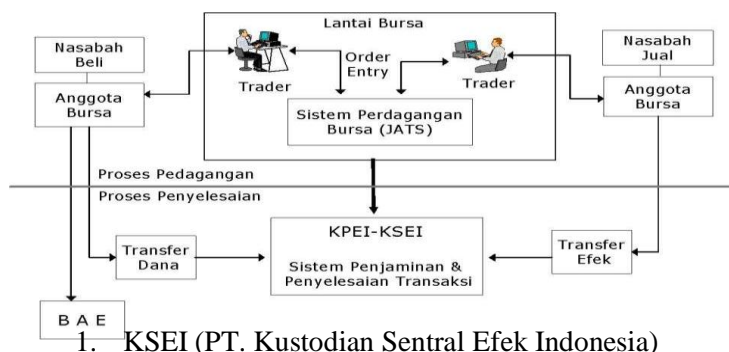 Lantai Bursa
Nasabah
Beli
Anggota
Bursa
Trader
Order
Entry
Trader
Nasabah
Jual
Anggota
Bursa
Sistem Perdagangan
Bursa (JATS)
Proses Pedagangan
Proses Penyelesaian
Transfer
Dana
KPEI-KSEI
Sistem Penjaminan &
Penyelesaian Transaksi
Transfer
Efek
B A E
1. KSEI (PT. Kustodian Sentral Efek Indonesia)